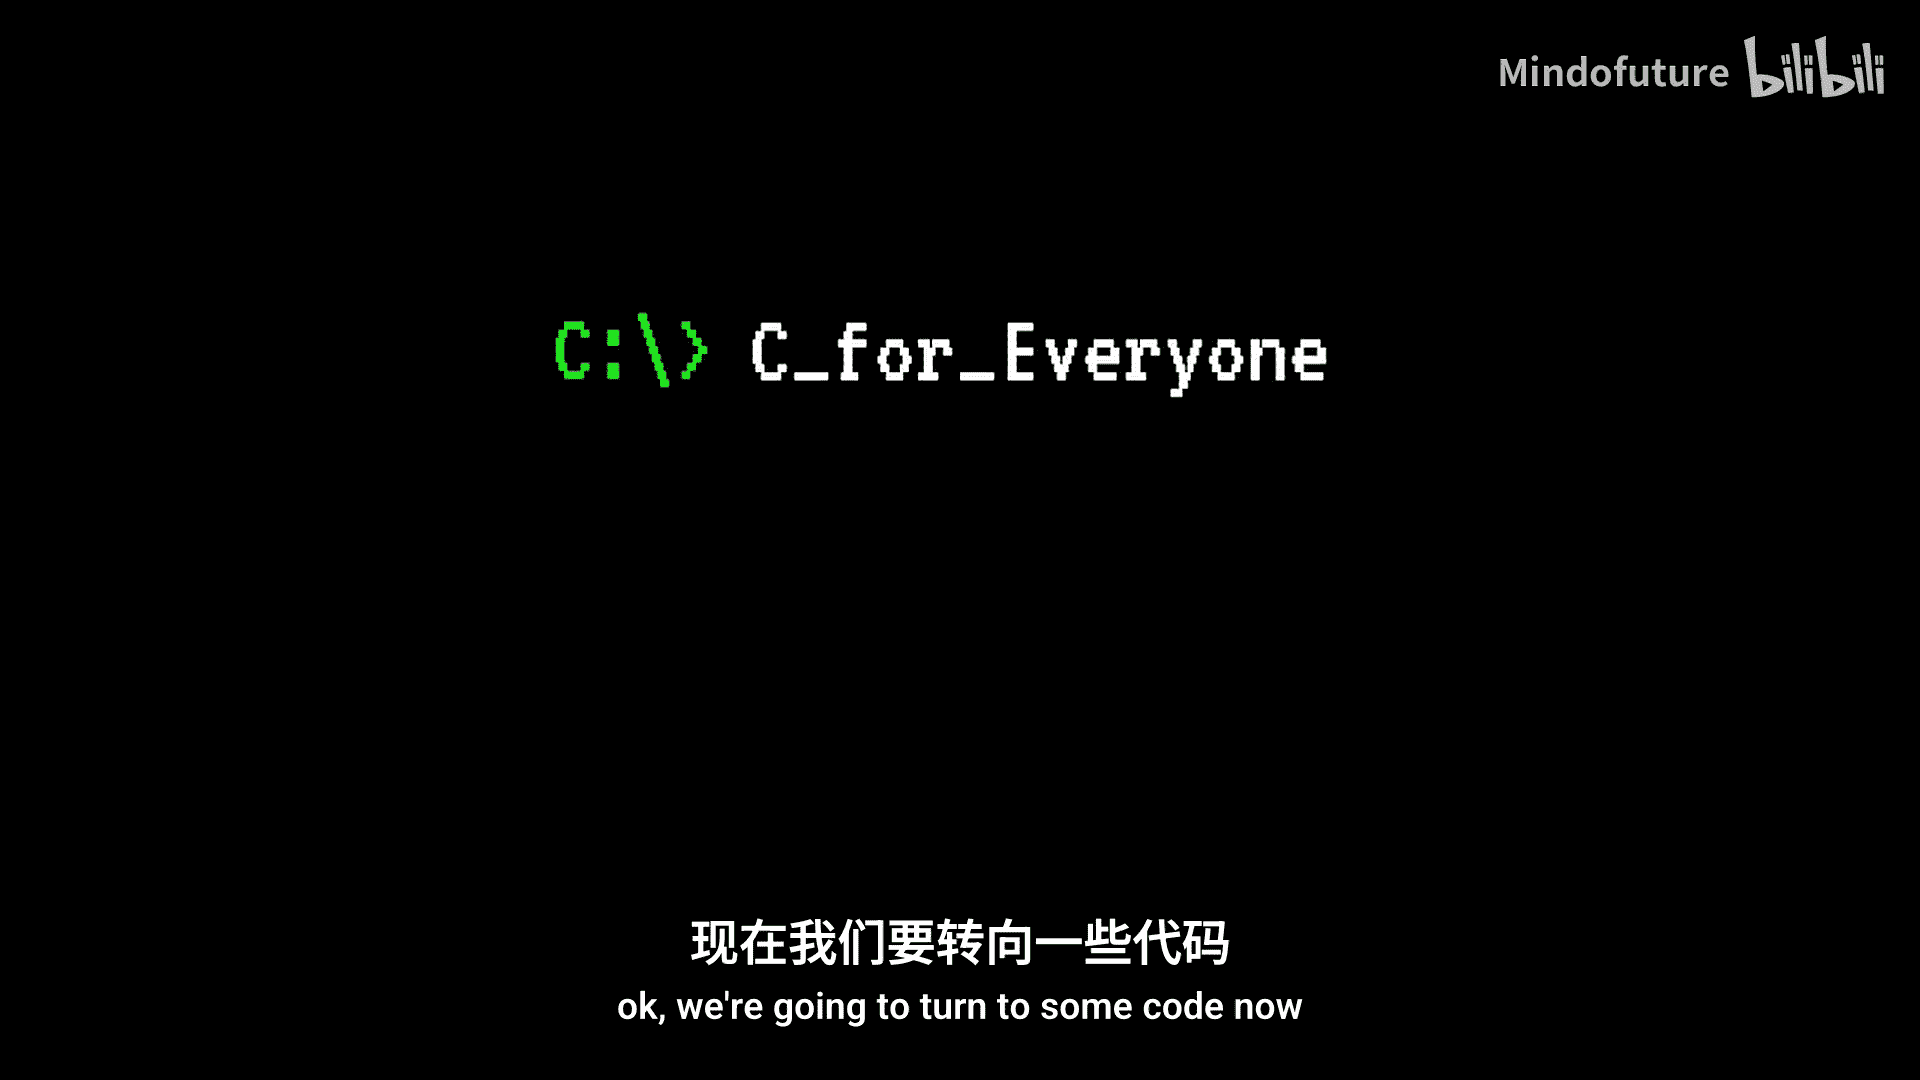 Mindofuture bilibili
C:\> C_for_Everyone
现在我们要转向一些代码
ok, we're going to turn to some code now